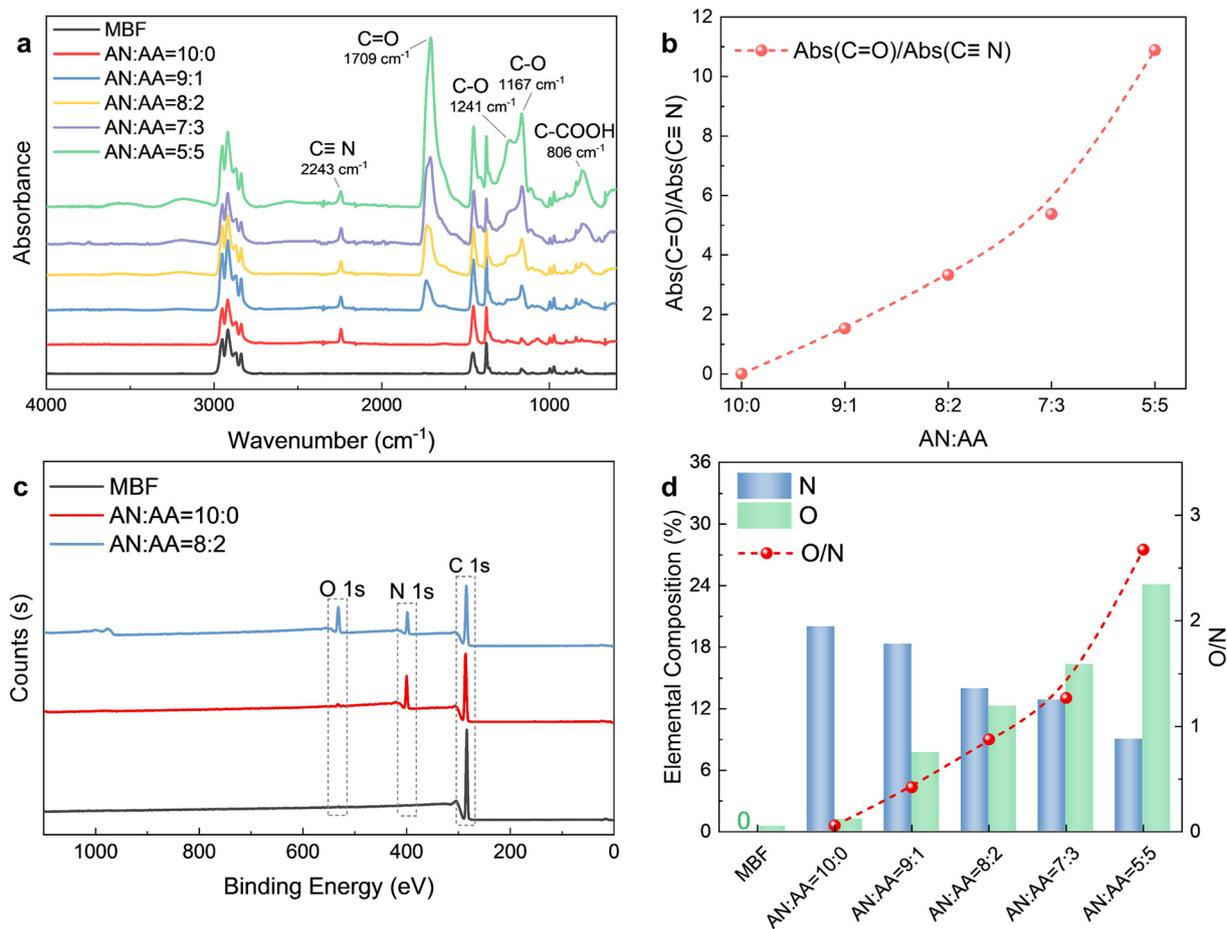 a
MBF
AN:AA=10:0
AN:AA=9:1
AN:AA=8:2
AN:AA=7:3
AN:AA=5:5
C=O
1709 cm-1
C-O
1167 cm-1
C-O
1241 cm-1
C-COOH
806 cm-1
C≡ N
2243 cm-1
Absorbance
4000 3000 2000 1000
Wavenumber (cm-1)
b
Abs(C=O)/Abs(C≡ N)
Abs(C=O)/Abs(C≡ N)
12
10
8
6
4
2
0
10:0 9:1 8:2 7:3 5:5
AN:AA
c
MBF
AN:AA=10:0
AN:AA=8:2
O 1s
N 1s
C 1s
Counts (s)
1000 800 600 400 200 0
Binding Energy (eV)
d
N
O
O/N
Elemental Composition (%)
36
30
24
18
12
6
0
0
3
2
1
0
O/N
MBF
AN:AA=10:0
AN:AA=9:1
AN:AA=8:2
AN:AA=7:3
AN:AA=5:5